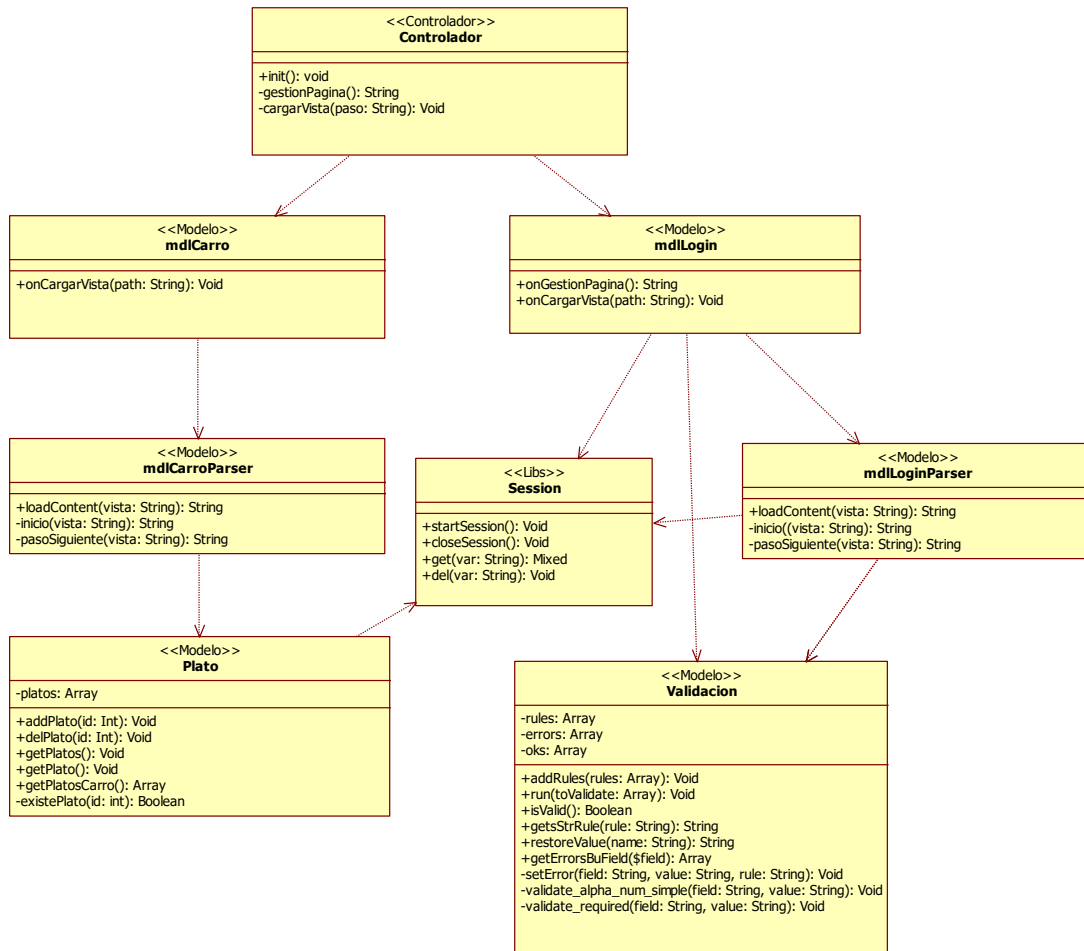 <<Controlador>>
Controlador
+init(): void
-gestionPagina(): String
-cargarVista(paso: String): Void
<<Modelo>>
mdlCarro
+onCargarVista(path: String): Void
<<Modelo>>
mdlLogin
+onGestionPagina(): String
+onCargarVista(path: String): Void
<<Modelo>>
mdlCarroParser
+loadContent(vista: String): String
-inicio(vista: String): String
-pasoSiguiente(vista: String): String
<<Libs>>
Session
+startSession(): Void
+closeSession(): Void
+get(var: String): Mixed
+del(var: String): Void
<<Modelo>>
mdlLoginParser
+loadContent(vista: String): String
-inicio((vista: String): String
-pasoSiguiente(vista: String): String
<<Modelo>>
Plato
-platos: Array
+addPlato(id: Int): Void
+delPlato(id: Int): Void
+getPlatos(): Void
+getPlato(): Void
+getPlatosCarro(): Array
-existePlato(id: int): Boolean
<<Modelo>>
Validacion
-rules: Array
-errors: Array
-oks: Array
+addRules(rules: Array): Void
+run(toValidate: Array): Void
+isValid(): Boolean
+getsStrRule(rule: String): String
+restoreValue(name: String): String
+getErrorsBuField($field): Array
-setError(field: String, value: String, rule: String): Void
-validate_alpha_num_simple(field: String, value: String): Void
-validate_required(field: String, value: String): Void